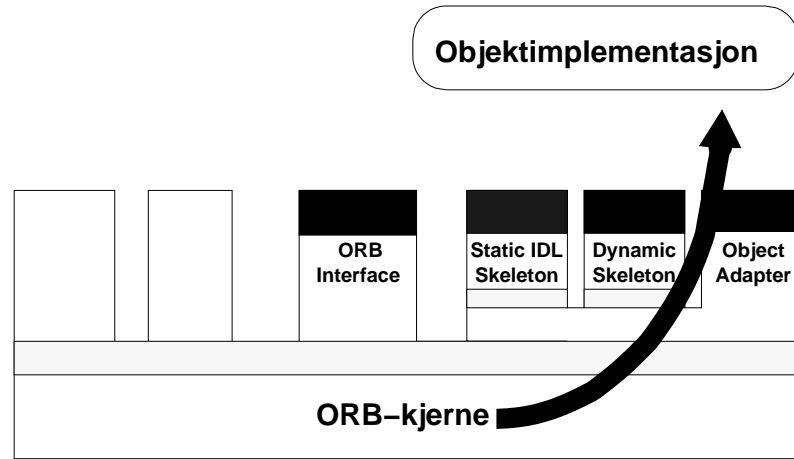 Objektimplementasjon
ORB
Interface
Static IDL
Skeleton
Dynamic
Skeleton
Object
Adapter
ORB–kjerne